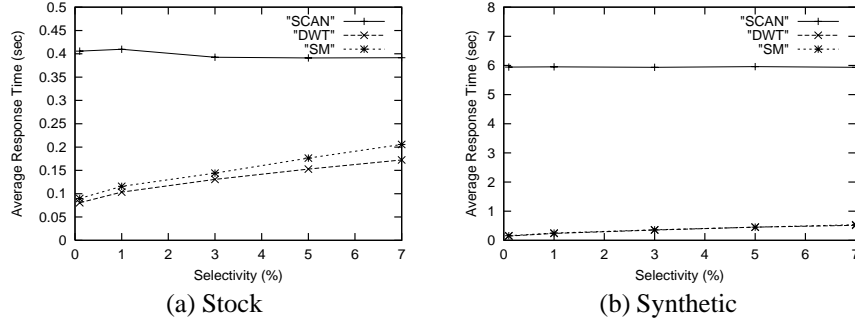 0.5
0.45
0.4
0.35
0.3
0.25
0.2
0.15
0.1
0.05
0
Average Response Time (sec)
"SCAN"
"DWT"
"SM"
0 1 2 3 4 5 6 7
Selectivity (%)
(a) Stock
8
7
6
5
4
3
2
1
0
Average Response Time (sec)
"SCAN"
"DWT"
"SM"
0 1 2 3 4 5 6 7
Selectivity (%)
(b) Synthetic